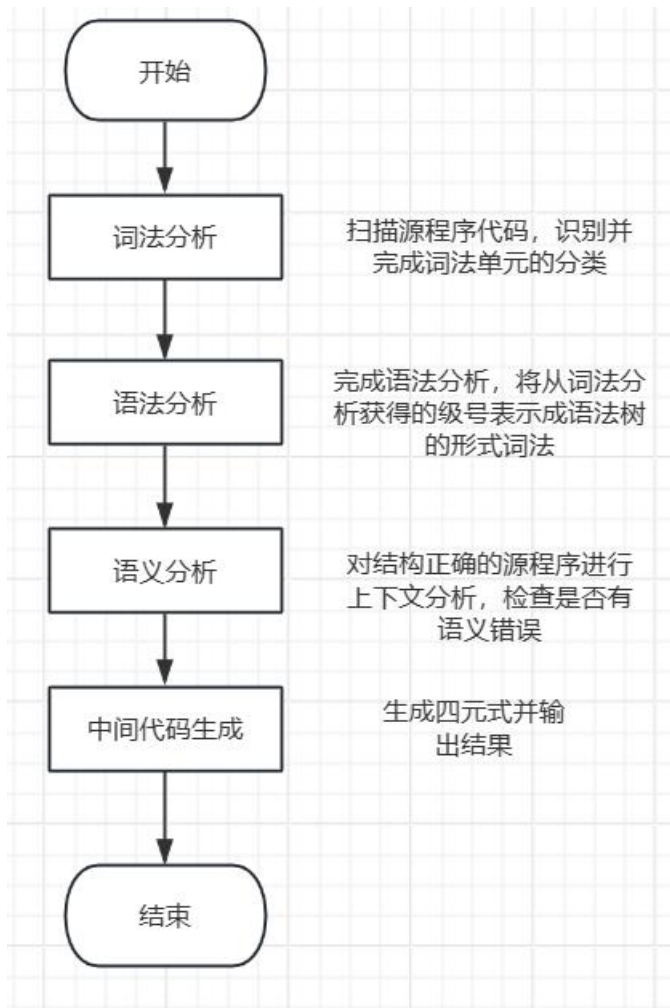 开始
词法分析
扫描源程序代码，识别并
完成词法单元的分类
语法分析
完成语法分析，将从词法分
析获得的级号表示成语法树
的形式词法
语义分析
对结构正确的源程序进行
上下文分析，检查是否有
语义错误
中间代码生成
生成四元式并输
出结果
结束